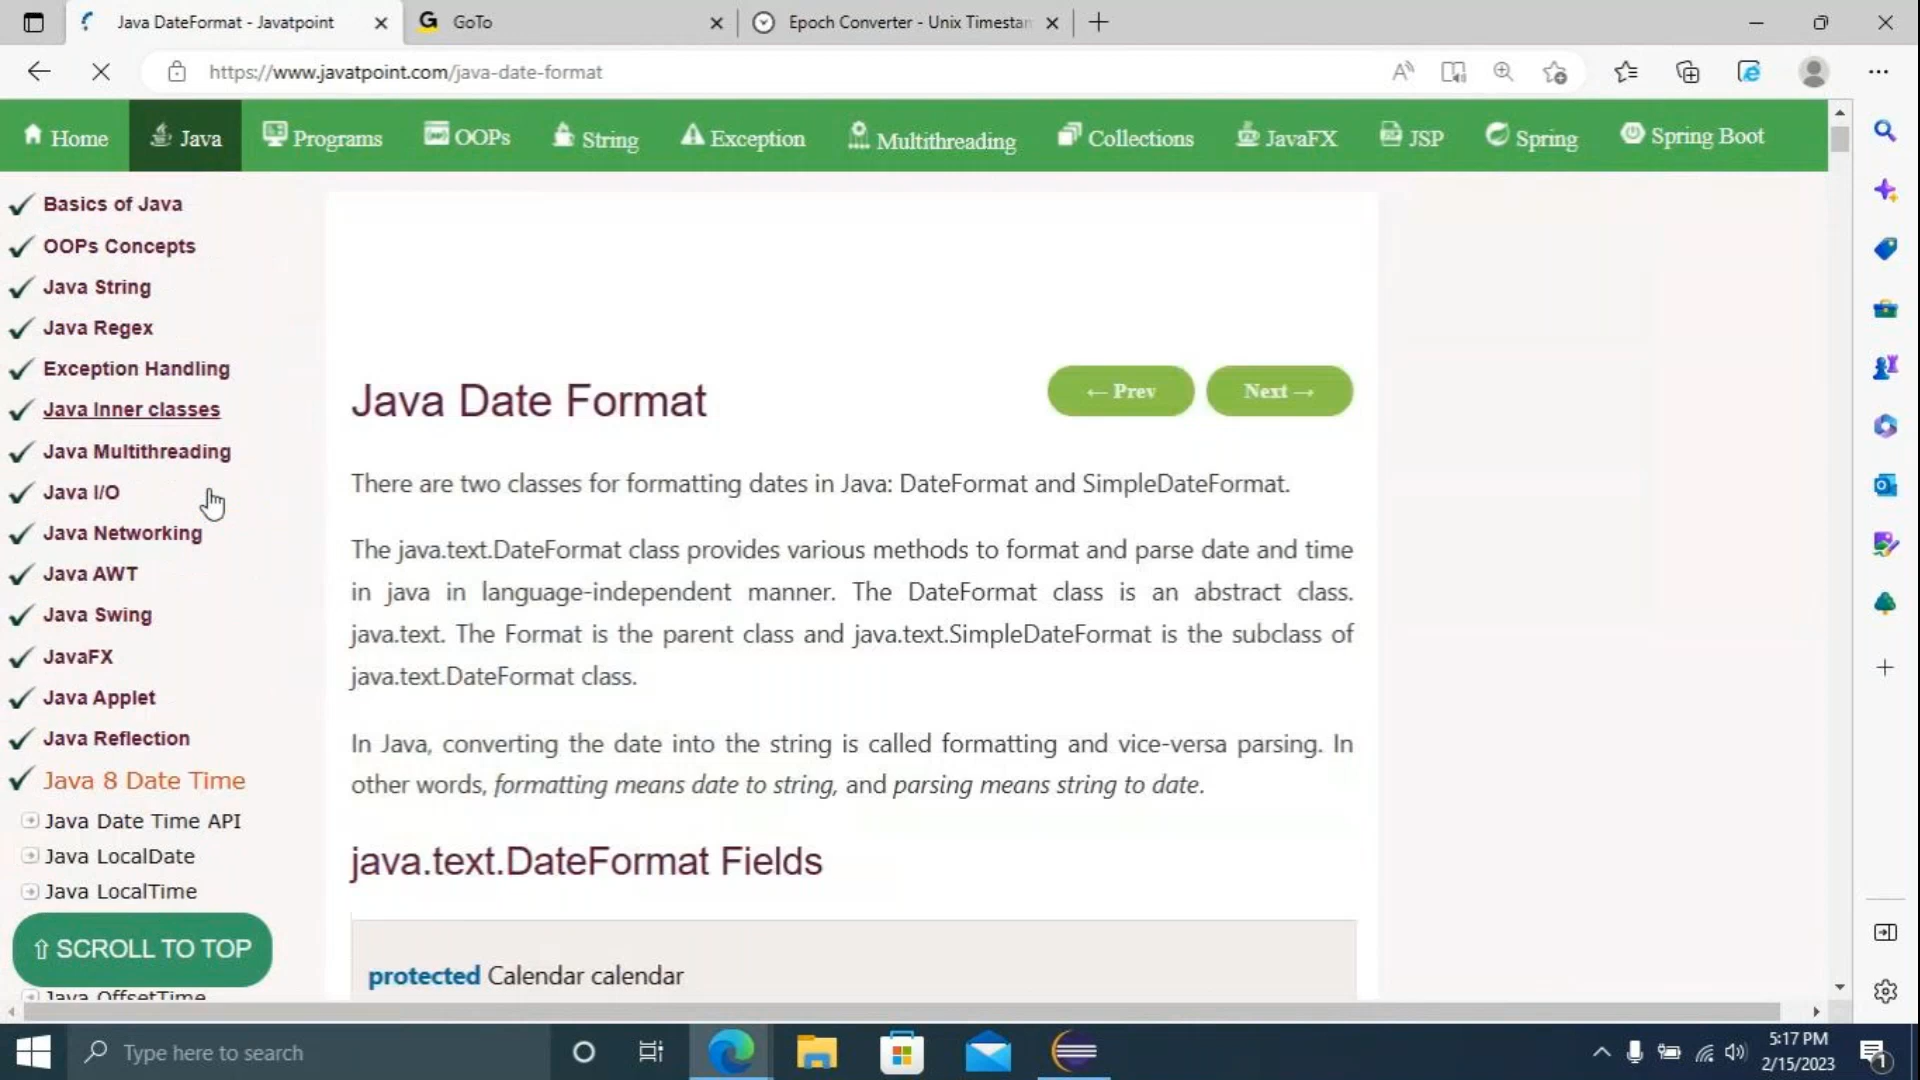 Java DateFormat - Javatpoint
GoTo
Epoch Converter - Unix Timestam
https://www.javatpoint.com/java-date-format
Home
Java
Programs
OOPs
String
Exception
Multithreading
Collections
JavaFX
JSP
Spring
Spring Boot
Basics of Java
OOPs Concepts
Java String
Java Regex
Exception Handling
Java Inner classes
Java Multithreading
Java I/O
Java Networking
Java AWT
Java Swing
JavaFX
Java Applet
Java Reflection
Java 8 Date Time
Java Date Time API
Java LocalDate
Java LocalTime
⇧ SCROLL TO TOP
Java OffsetTime
Java Date Format
← Prev
Next →
There are two classes for formatting dates in Java: DateFormat and SimpleDateFormat.
The java.text.DateFormat class provides various methods to format and parse date and time
in java in language-independent manner. The DateFormat class is an abstract class.
java.text. The Format is the parent class and java.text.SimpleDateFormat is the subclass of
java.text.DateFormat class.
In Java, converting the date into the string is called formatting and vice-versa parsing. In
other words, formatting means date to string, and parsing means string to date.
java.text.DateFormat Fields
protected Calendar calendar
Type here to search
5:17 PM
2/15/2023
1